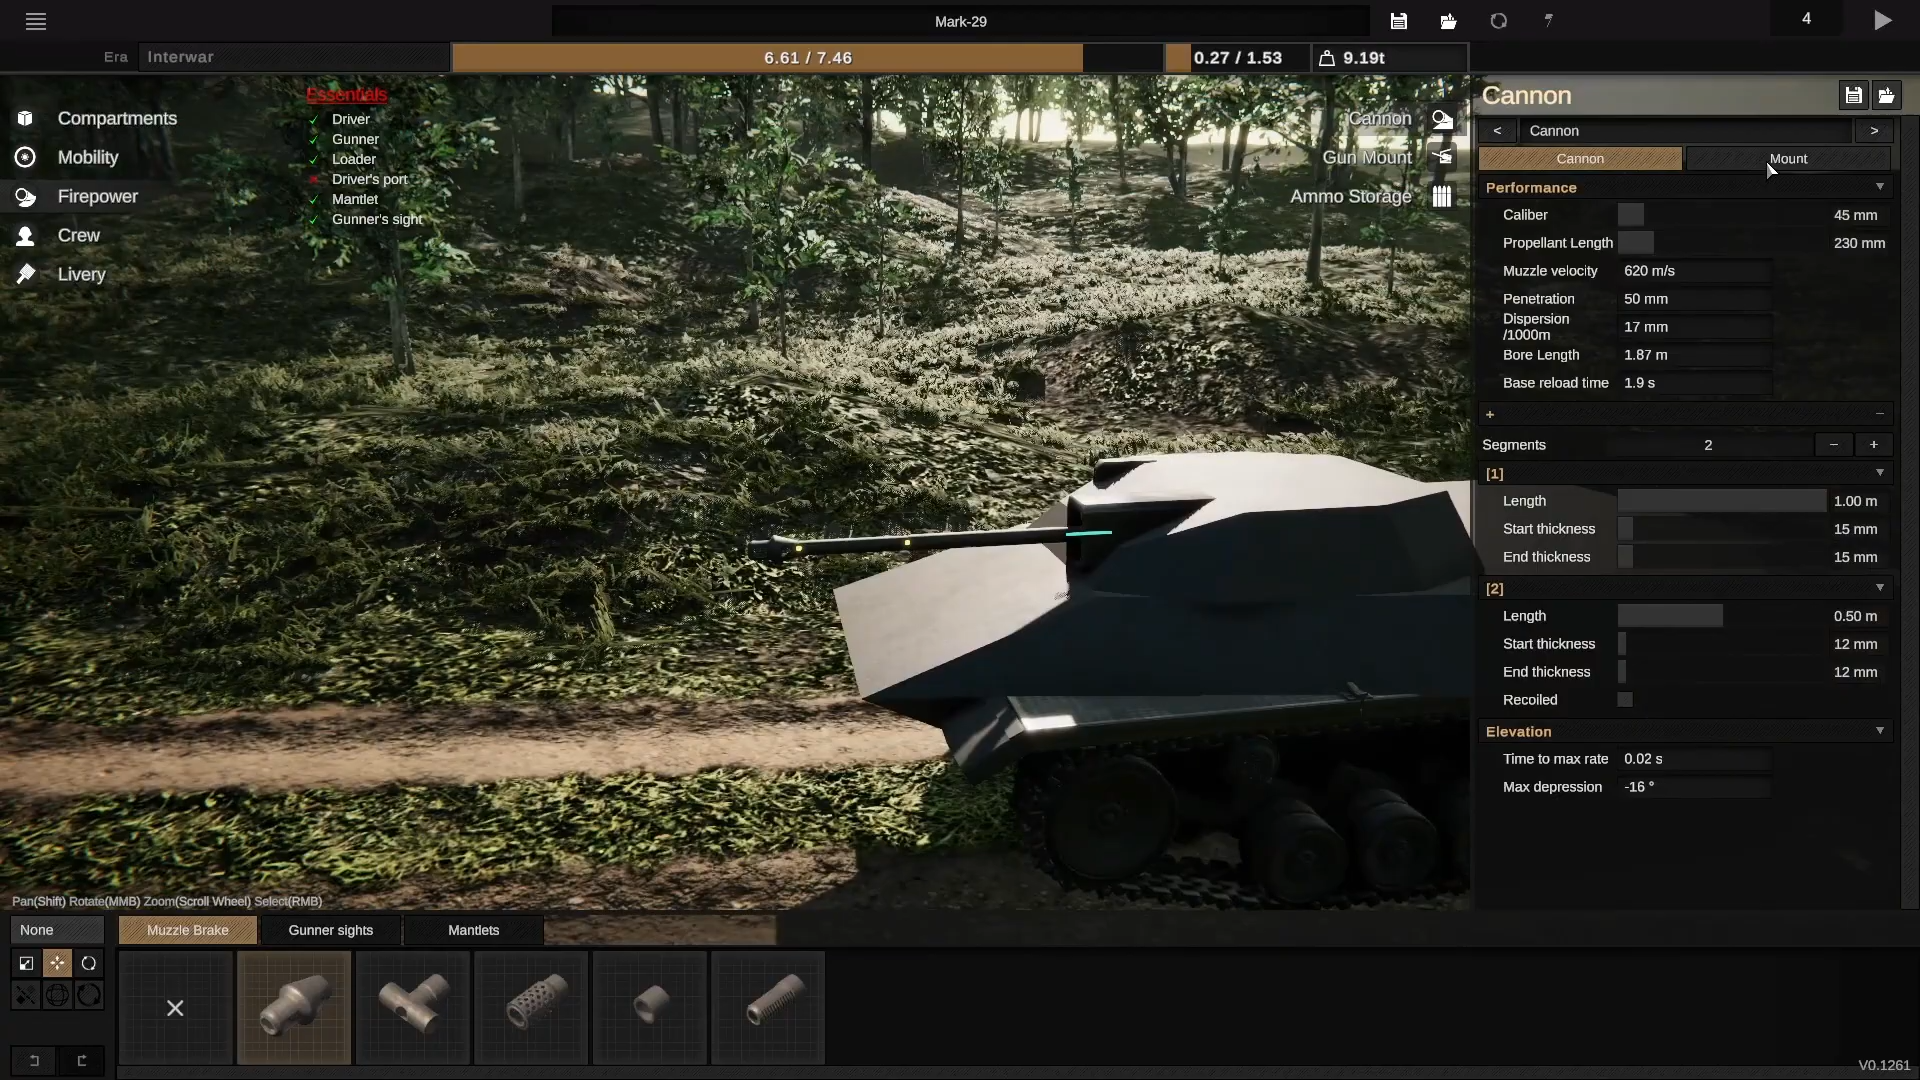 Mark-29
4
Era
Interwar
6.61 / 7.46
0.27 / 1.53
9.19t
Compartments
Mobility
Firepower
Crew
Livery
Essentials
Driver
Gunner
Loader
Driver's port
Mantlet
Gunner's sight
Cannon
Gun Mount
Ammo Storage
Cannon
< Cannon >
Cannon Mount
Performance
Caliber 45 mm
Propellant Length 230 mm
Muzzle velocity 620 m/s
Penetration 50 mm
Dispersion
/1000m 17 mm
Bore Length 1.87 m
Base reload time 1.9 s
+ −
Segments 2 − +
[1]
Length 1.00 m
Start thickness 15 mm
End thickness 15 mm
[2]
Length 0.50 m
Start thickness 12 mm
End thickness 12 mm
Recoiled
Elevation
Time to max rate 0.02 s
Max depression -16 °
Pan(Shift) Rotate(MMB) Zoom(Scroll Wheel) Select(RMB)
None
Muzzle Brake
Gunner sights
Mantlets
V0.1261